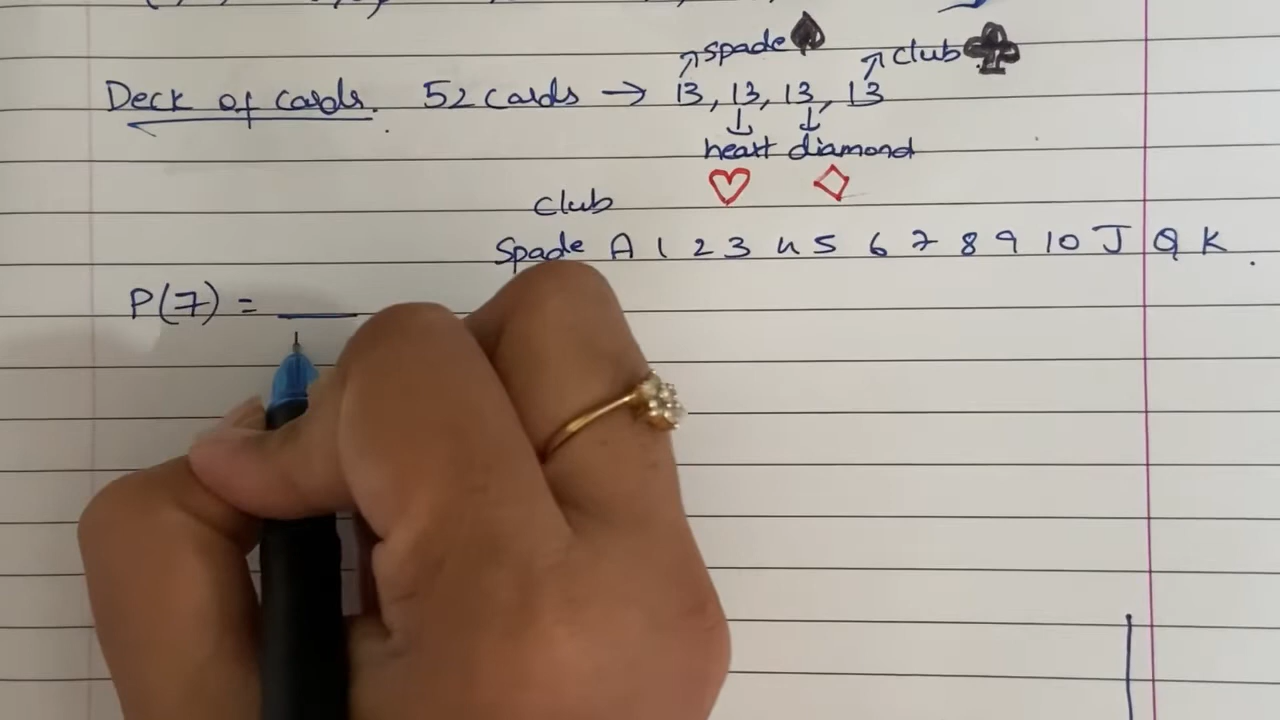 spade♠ club♣
Deck of cards. 52 cards → 13, 13, 13, 13
heart diamond
♡ ◇
club
Spade A 1 2 3 4 5 6 7 8 9 10 J Q K
P(7) =